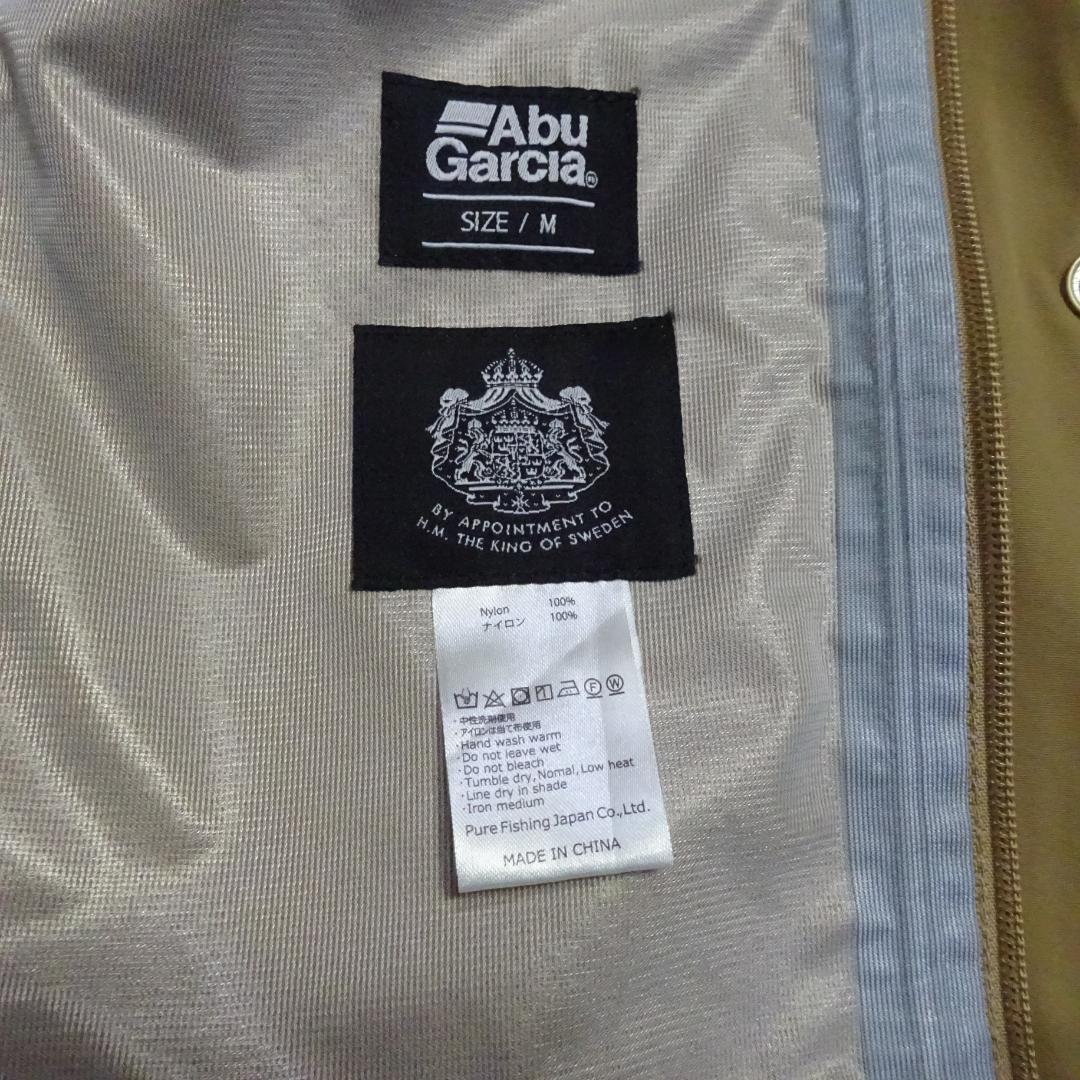 Abu
Garcia®
SIZE / M
BY APPOINTMENT TO
H.M. THE KING OF SWEDEN
Nylon 100%
ナイロン 100%
F W
・中性洗剤使用
・アイロンは当て布使用
・Hand wash warm
・Do not leave wet
・Do not bleach
・Tumble dry, Normal, Low heat
・Line dry in shade
・Iron medium
Pure Fishing Japan Co., Ltd.
MADE IN CHINA